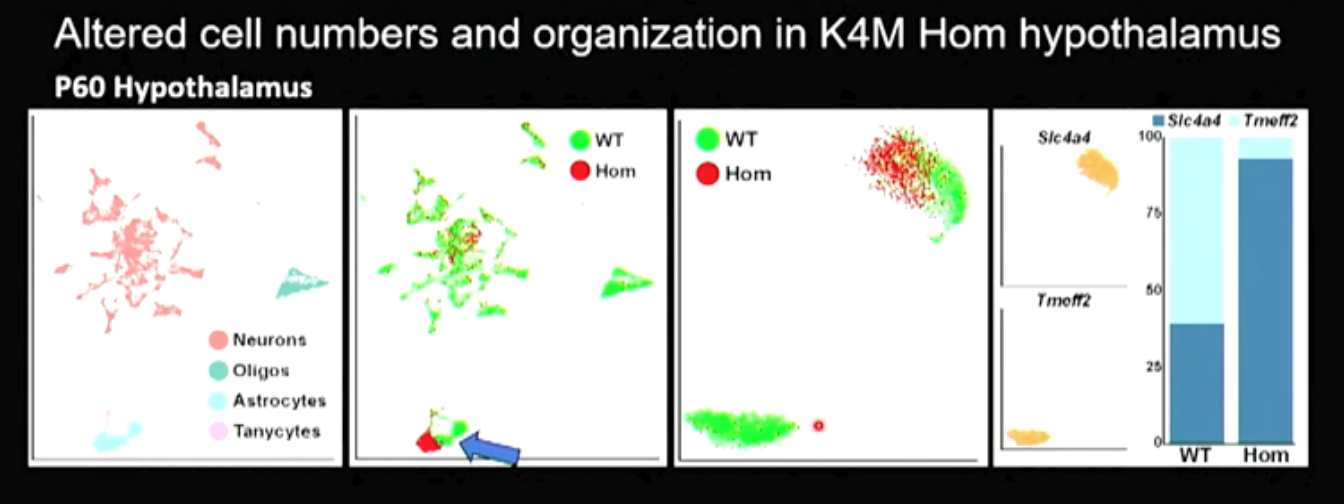 Altered cell numbers and organization in K4M Hom hypothalamus
P60 Hypothalamus
Neurons
Oligos
Astrocytes
Tanycytes
WT
Hom
WT
Hom
Slc4a4
Tmeff2
Slc4a4 Tmeff2
100
75
50
25
0
WT Hom